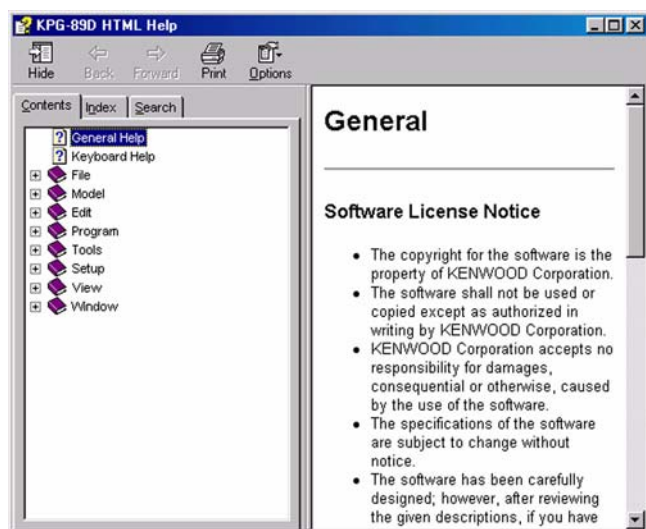 KPG-89D HTML Help
Hide Back Forward Print Options
Contents Index Search
General Help
Keyboard Help
File
Model
Edit
Program
Tools
Setup
View
Window
General
Software License Notice
• The copyright for the software is the
property of KENWOOD Corporation.
• The software shall not be used or
copied except as authorized in
writing by KENWOOD Corporation.
• KENWOOD Corporation accepts no
responsibility for damages,
consequential or otherwise, caused
by the use of the software.
• The specifications of the software
are subject to change without
notice.
• The software has been carefully
designed; however, after reviewing
the given descriptions, if you have